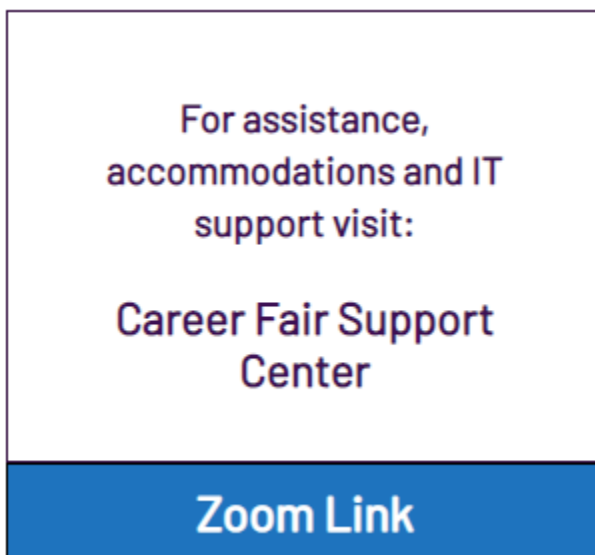 For assistance,
accommodations and IT
support visit:
Career Fair Support
Center
Zoom Link